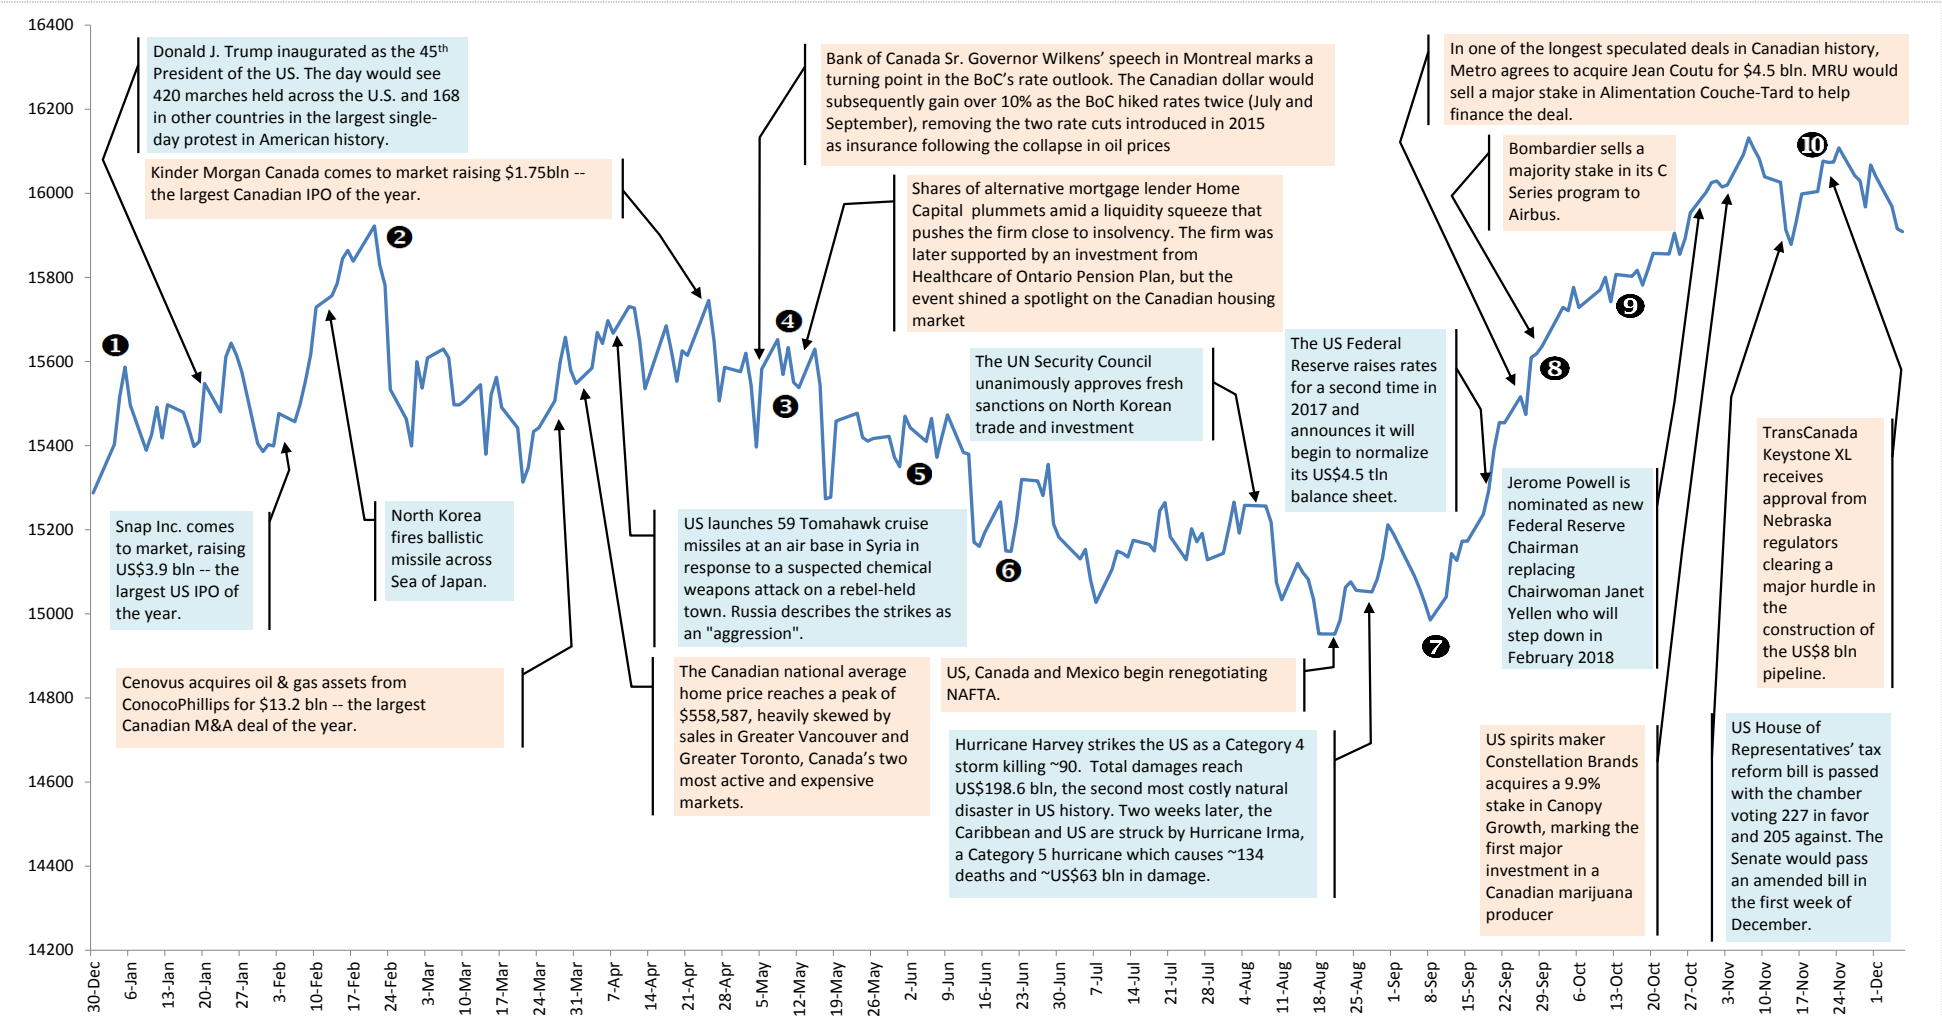 16400
16200
16000
15800
15600
15400
15200
15000
14800
14600
14400
14200
Donald J. Trump inaugurated as the 45th
President of the US. The day would see
420 marches held across the U.S. and 168
in other countries in the largest single-
day protest in American history.
Kinder Morgan Canada comes to market raising $1.75bln --
the largest Canadian IPO of the year.
Bank of Canada Sr. Governor Wilkens’ speech in Montreal marks a
turning point in the BoC’s rate outlook. The Canadian dollar would
subsequently gain over 10% as the BoC hiked rates twice (July and
September), removing the two rate cuts introduced in 2015
as insurance following the collapse in oil prices
Shares of alternative mortgage lender Home
Capital plummets amid a liquidity squeeze that
pushes the firm close to insolvency. The firm was
later supported by an investment from
Healthcare of Ontario Pension Plan, but the
event shined a spotlight on the Canadian housing
market
In one of the longest speculated deals in Canadian history,
Metro agrees to acquire Jean Coutu for $4.5 bln. MRU would
sell a major stake in Alimentation Couche-Tard to help
finance the deal.
Bombardier sells a
majority stake in its C
Series program to
Airbus.
The UN Security Council
unanimously approves fresh
sanctions on North Korean
trade and investment
The US Federal
Reserve raises rates
for a second time in
2017 and
announces it will
begin to normalize
its US$4.5 tln
balance sheet.
Snap Inc. comes
to market, raising
US$3.9 bln -- the
largest US IPO of
the year.
North Korea
fires ballistic
missile across
Sea of Japan.
US launches 59 Tomahawk cruise
missiles at an air base in Syria in
response to a suspected chemical
weapons attack on a rebel-held
town. Russia describes the strikes as
an "aggression".
Jerome Powell is
nominated as new
Federal Reserve
Chairman
replacing
Chairwoman Janet
Yellen who will
step down in
February 2018
TransCanada
Keystone XL
receives
approval from
Nebraska
regulators
clearing a
major hurdle in
the
construction of
the US$8 bln
pipeline.
Cenovus acquires oil & gas assets from
ConocoPhillips for $13.2 bln -- the largest
Canadian M&A deal of the year.
The Canadian national average
home price reaches a peak of
$558,587, heavily skewed by
sales in Greater Vancouver and
Greater Toronto, Canada’s two
most active and expensive
markets.
US, Canada and Mexico begin renegotiating
NAFTA.
Hurricane Harvey strikes the US as a Category 4
storm killing ~90. Total damages reach
US$198.6 bln, the second most costly natural
disaster in US history. Two weeks later, the
Caribbean and US are struck by Hurricane Irma,
a Category 5 hurricane which causes ~134
deaths and ~US$63 bln in damage.
US spirits maker
Constellation Brands
acquires a 9.9%
stake in Canopy
Growth, marking the
first major
investment in a
Canadian marijuana
producer
US House of
Representatives’ tax
reform bill is passed
with the chamber
voting 227 in favor
and 205 against. The
Senate would pass
an amended bill in
the first week of
December.
1
2
3
4
5
6
7
8
9
10
30-Dec
6-Jan
13-Jan
20-Jan
27-Jan
3-Feb
10-Feb
17-Feb
24-Feb
3-Mar
10-Mar
17-Mar
24-Mar
31-Mar
7-Apr
14-Apr
21-Apr
28-Apr
5-May
12-May
19-May
26-May
2-Jun
9-Jun
16-Jun
23-Jun
30-Jun
7-Jul
14-Jul
21-Jul
28-Jul
4-Aug
11-Aug
18-Aug
25-Aug
1-Sep
8-Sep
15-Sep
22-Sep
29-Sep
6-Oct
13-Oct
20-Oct
27-Oct
3-Nov
10-Nov
17-Nov
24-Nov
1-Dec